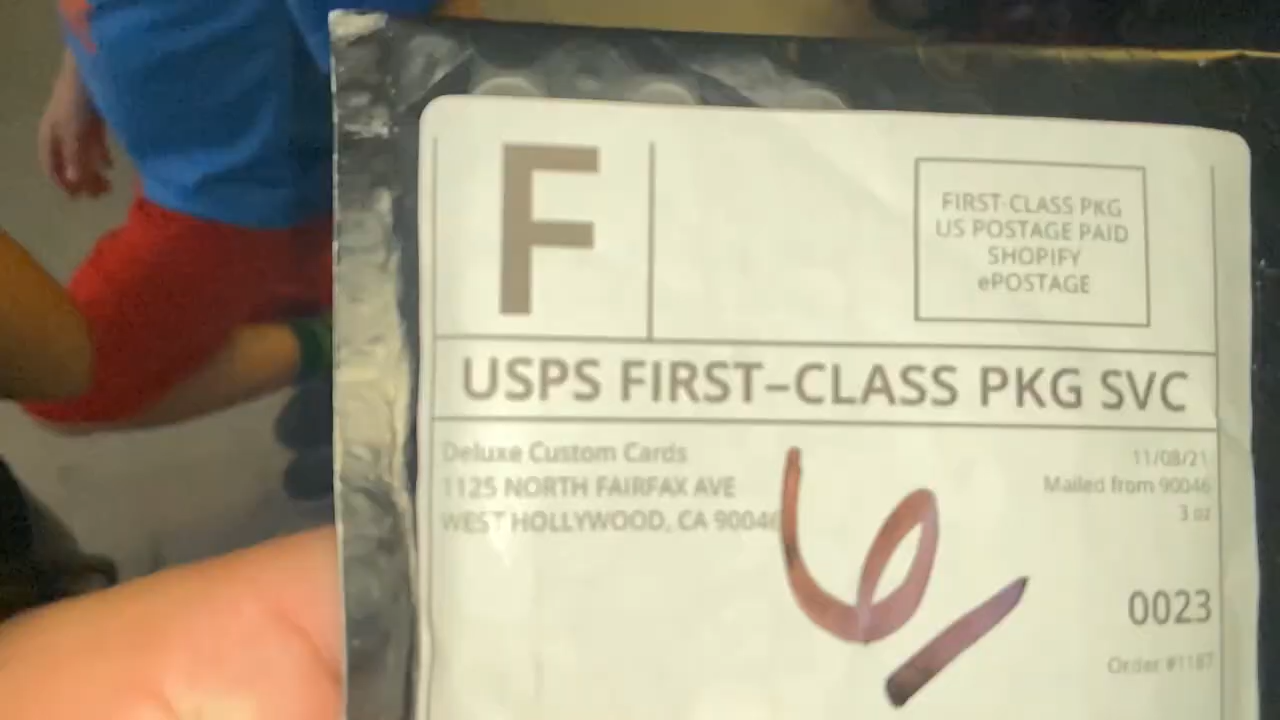 F
FIRST-CLASS PKG
US POSTAGE PAID
SHOPIFY
ePOSTAGE
USPS FIRST-CLASS PKG SVC
Deluxe Custom Cards
1125 NORTH FAIRFAX AVE
WEST HOLLYWOOD, CA 90046
11/08/21
Mailed from 90046
3 oz
0023
Order #1187